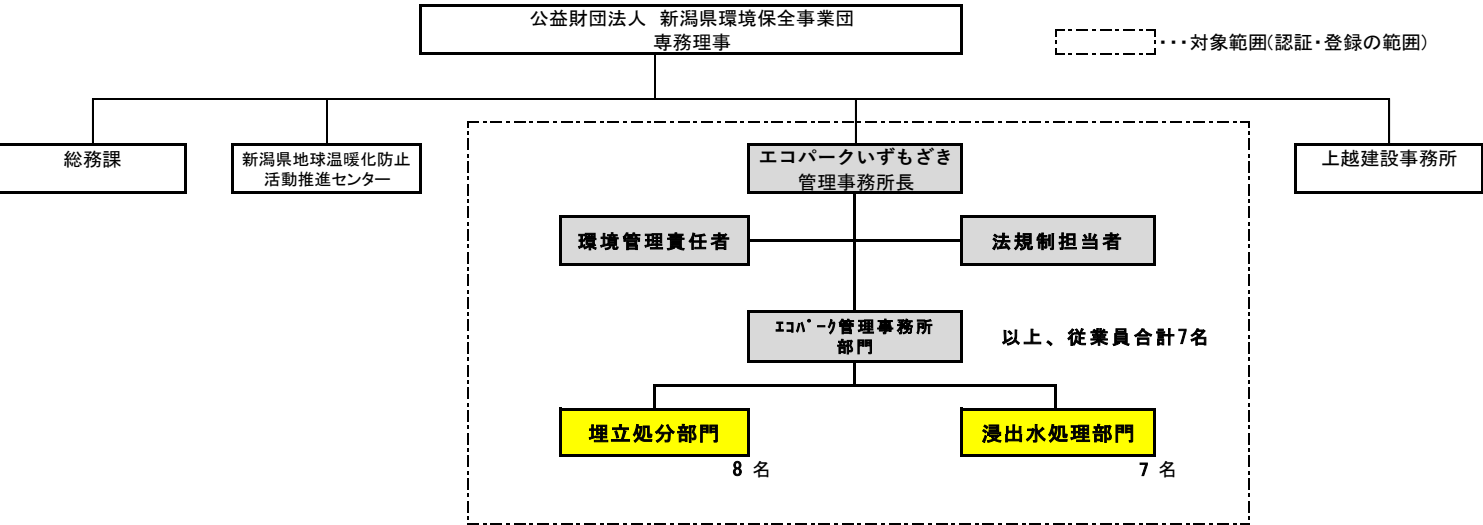 公益財団法人　新潟県環境保全事業団
専務理事
・・・対象範囲(認証・登録の範囲)
総務課
新潟県地球温暖化防止
活動推進センター
エコパークいずもざき
管理事務所長
上越建設事務所
環境管理責任者
法規制担当者
ｴｺﾊﾟｰｸ管理事務所
部門
以上、従業員合計7名
埋立処分部門
浸出水処理部門
8 名
7 名